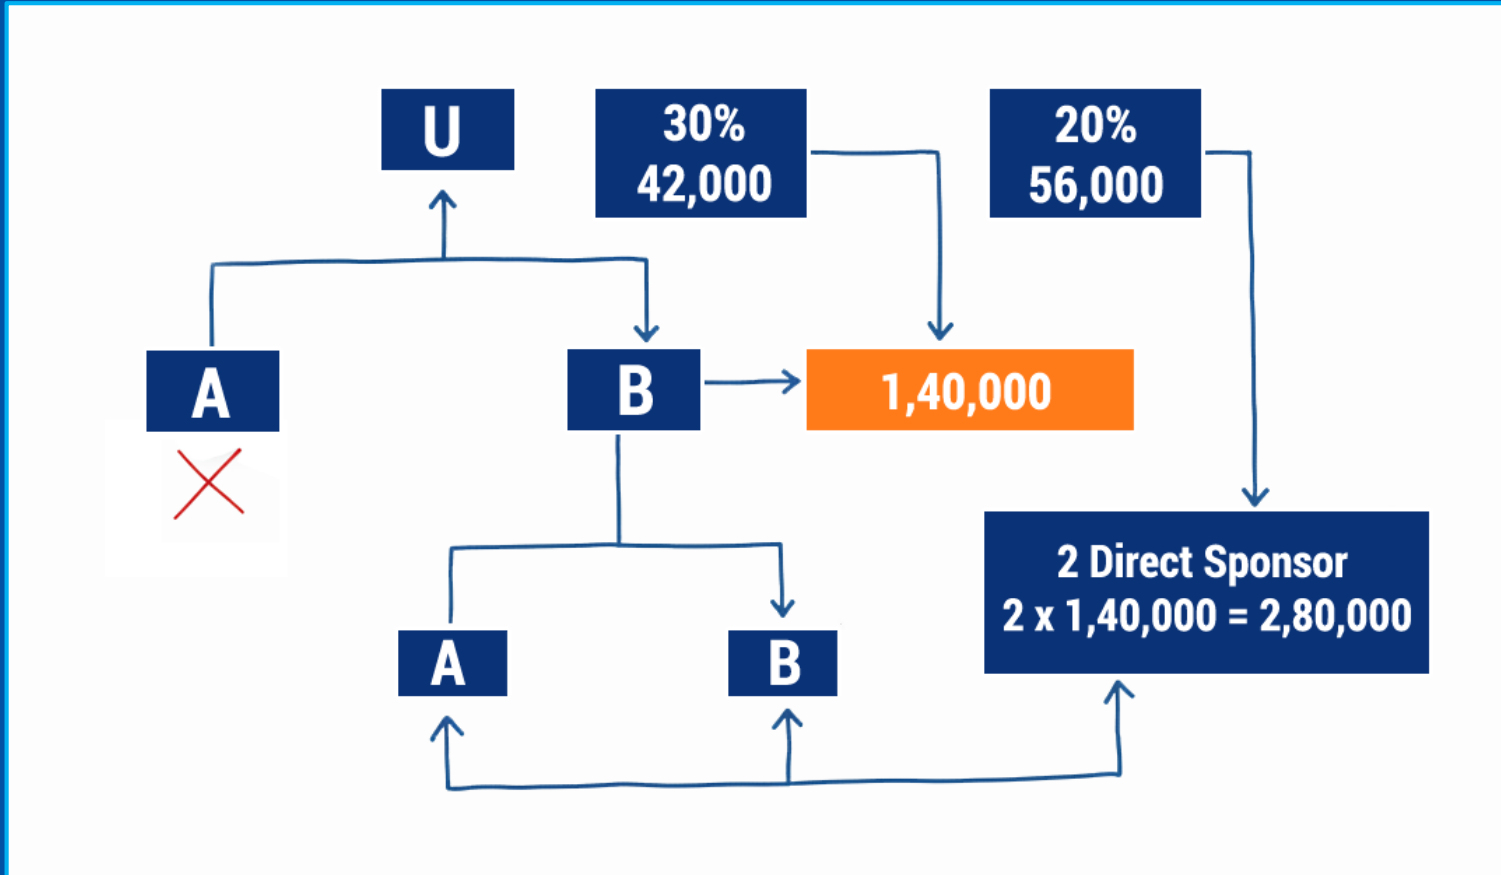 U
30%
42,000
20%
56,000
A
B
1,40,000
2 Direct Sponsor
2 x 1,40,000 = 2,80,000
A
B